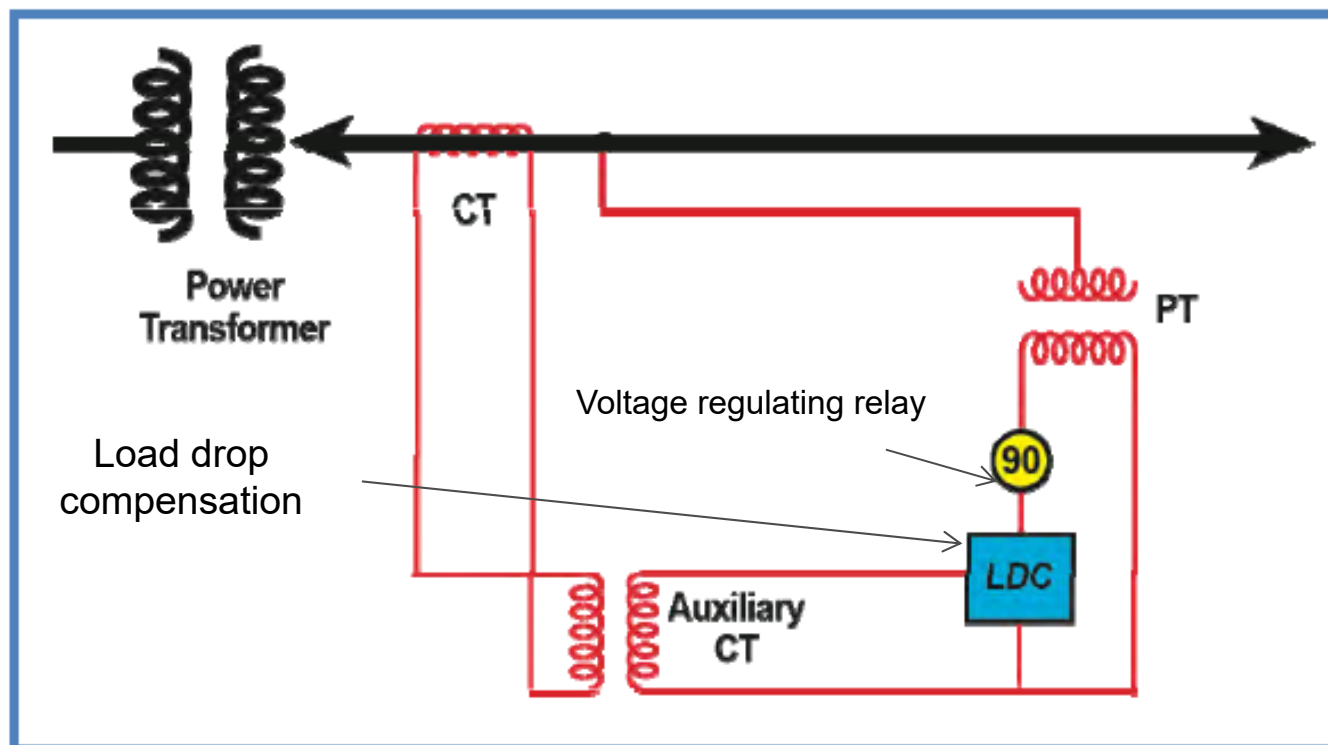 CT
Power
Transformer
PT
Voltage regulating relay
90
Load drop
compensation
LDC
Auxiliary
CT